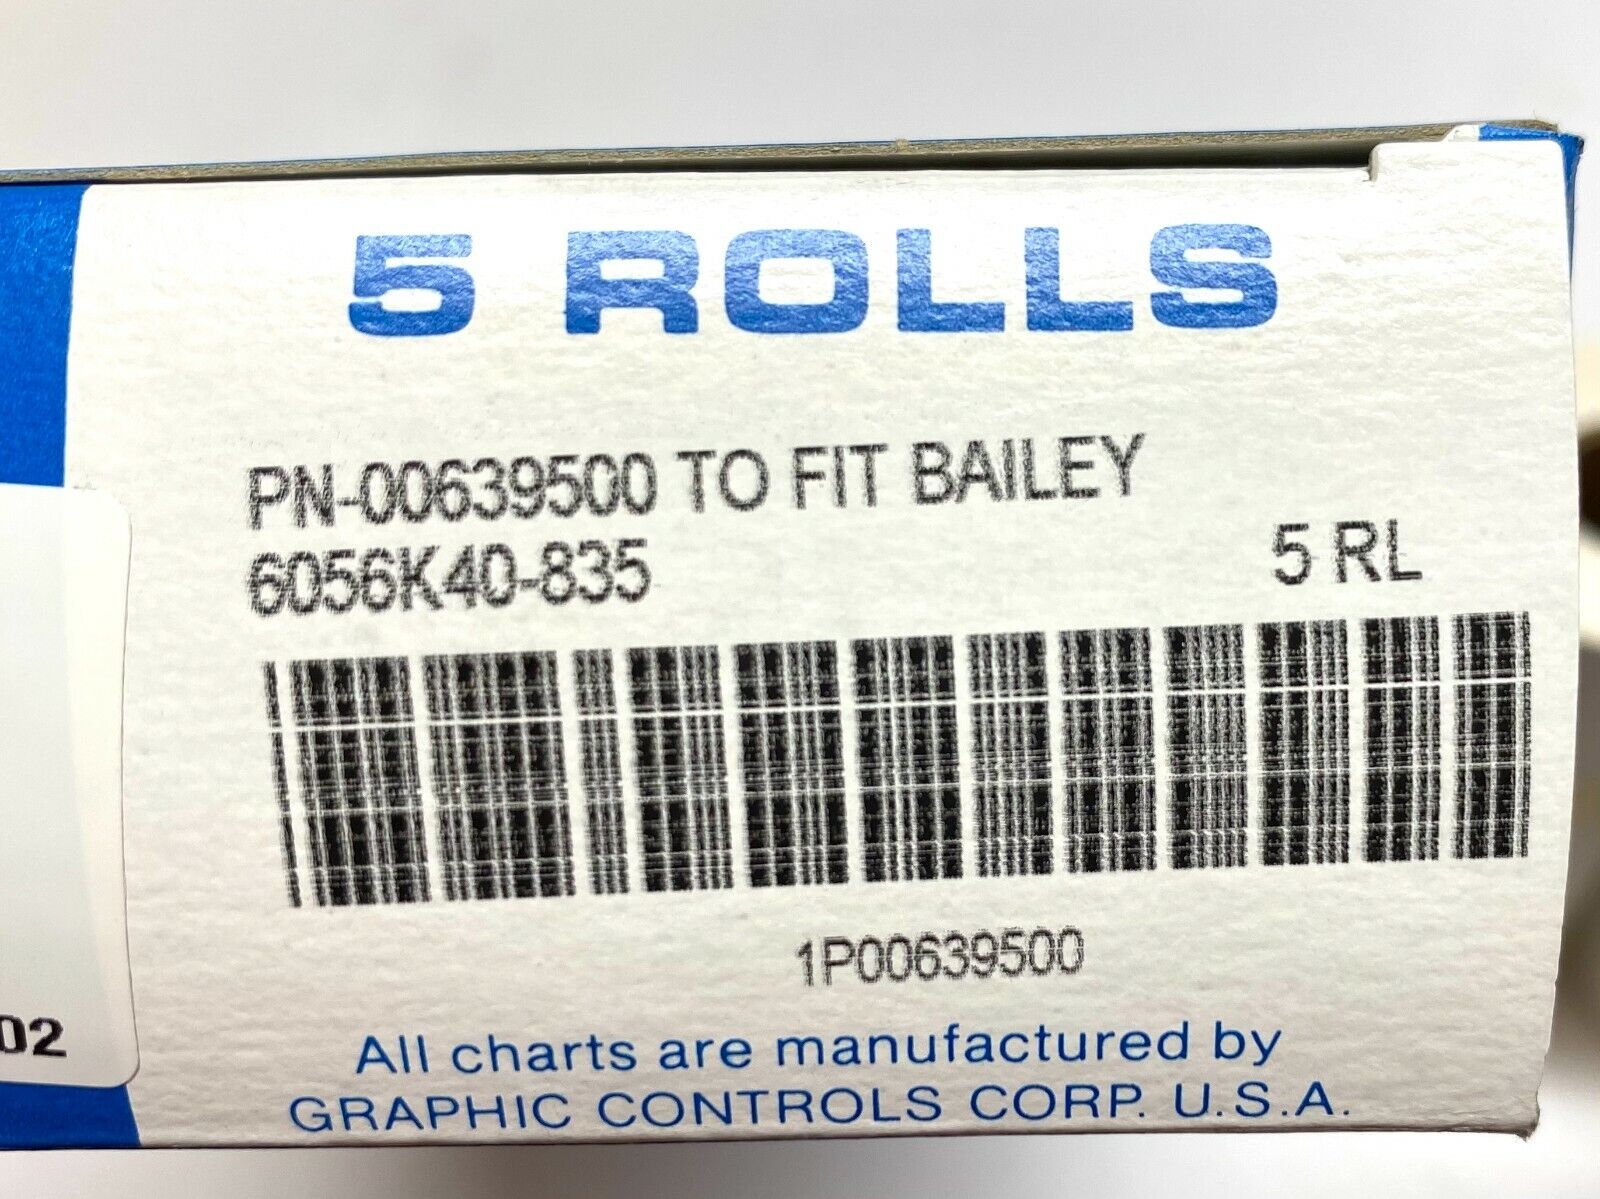 5 ROLLS
PN-00639500 TO FIT BAILEY
6056K40-835
5 RL
1P00639500
02
All charts are manufactured by
GRAPHIC CONTROLS CORP. U.S.A.